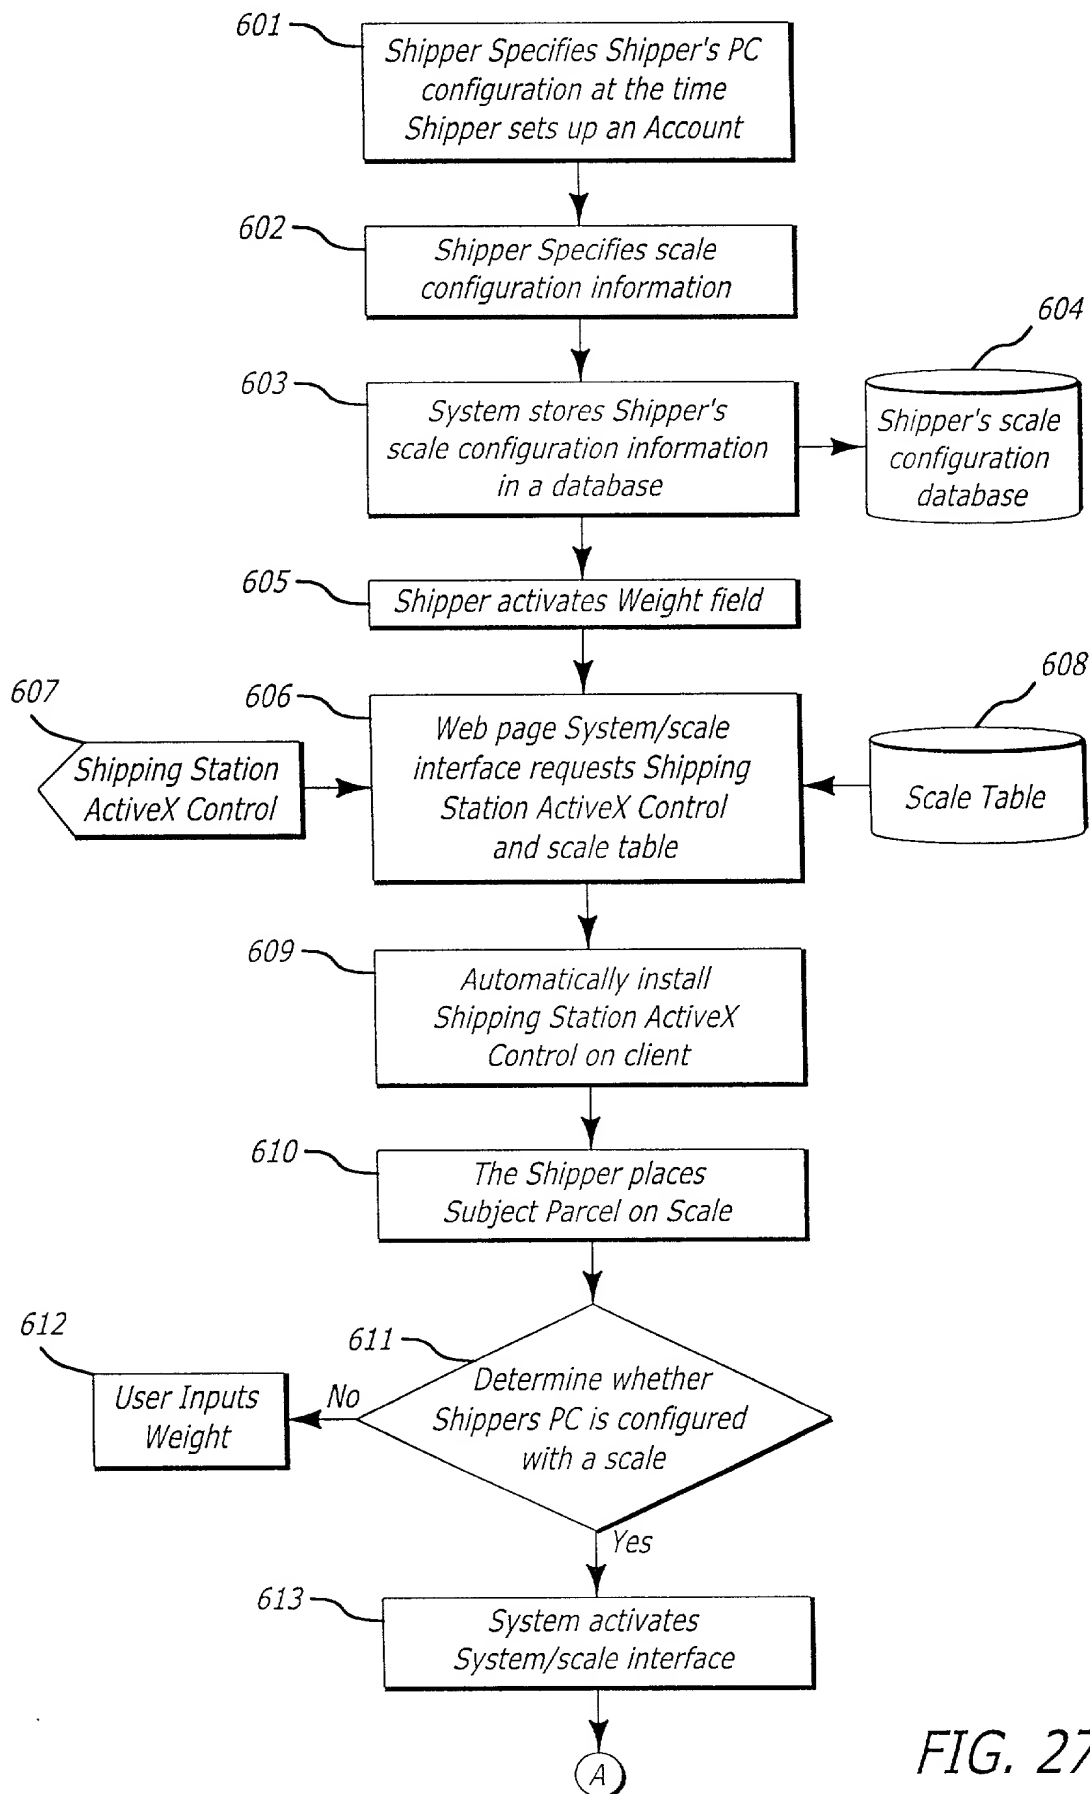 601
Shipper Specifies Shipper's PC
configuration at the time
Shipper sets up an Account
602
Shipper Specifies scale
configuration information
603
System stores Shipper's
scale configuration information
in a database
604
Shipper's scale
configuration
database
605
Shipper activates Weight field
606
Web page System/scale
interface requests Shipping
Station ActiveX Control
and scale table
607
Shipping Station
ActiveX Control
608
Scale Table
609
Automatically install
Shipping Station ActiveX
Control on client
610
The Shipper places
Subject Parcel on Scale
611
Determine whether
Shippers PC is configured
with a scale
No
612
User Inputs
Weight
Yes
613
System activates
System/scale interface
A
FIG. 27